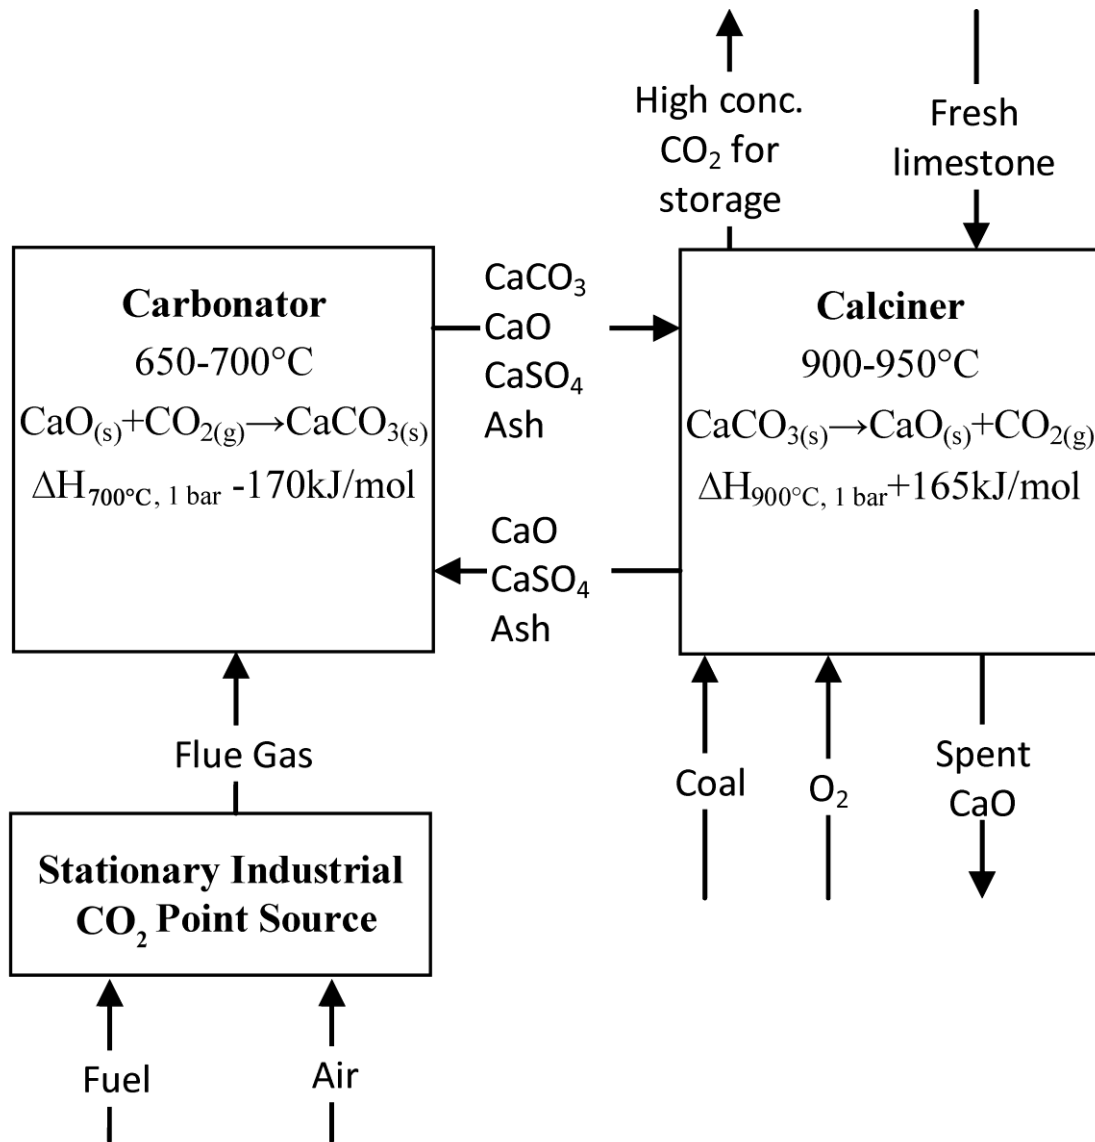 High conc.
CO₂ for
storage
Fresh
limestone
Carbonator
650-700°C
CaO(s)+CO₂(g)→CaCO₃(s)
ΔH700°C, 1 bar -170kJ/mol
CaCO₃
CaO
CaSO₄
Ash
Calciner
900-950°C
CaCO₃(s)→CaO(s)+CO₂(g)
ΔH900°C, 1 bar+165kJ/mol
CaO
CaSO₄
Ash
Flue Gas
Coal
O₂
Spent
CaO
Stationary Industrial
CO₂ Point Source
Fuel
Air